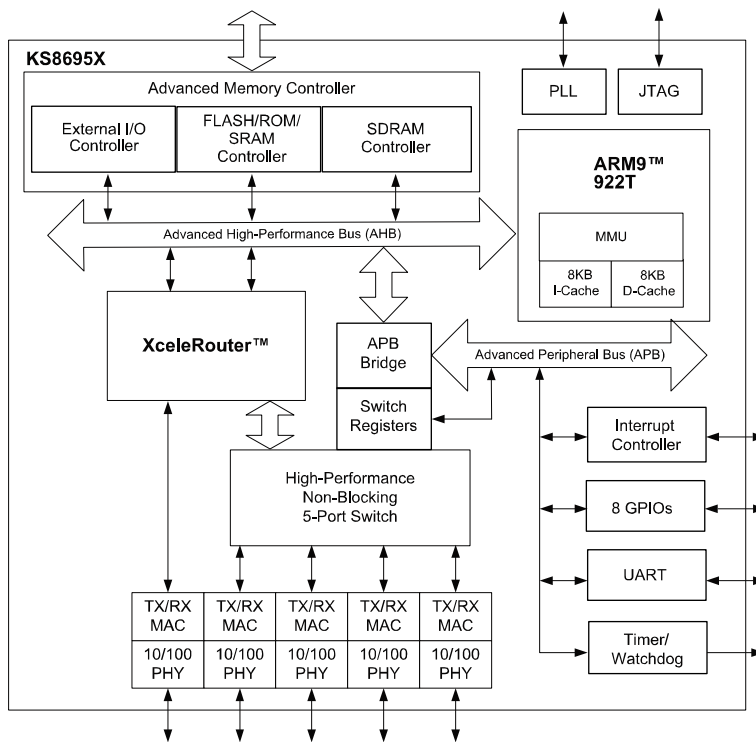 KS8695X
Advanced Memory Controller
External I/O
Controller
FLASH/ROM/
SRAM
Controller
SDRAM
Controller
PLL
JTAG
ARM9™
922T
MMU
8KB
I-Cache
8KB
D-Cache
Advanced High-Performance Bus (AHB)
XceleRouter™
APB
Bridge
Advanced Peripheral Bus (APB)
Switch
Registers
High-Performance
Non-Blocking
5-Port Switch
Interrupt
Controller
8 GPIOs
UART
Timer/
Watchdog
TX/RX
MAC
TX/RX
MAC
TX/RX
MAC
TX/RX
MAC
TX/RX
MAC
10/100
PHY
10/100
PHY
10/100
PHY
10/100
PHY
10/100
PHY